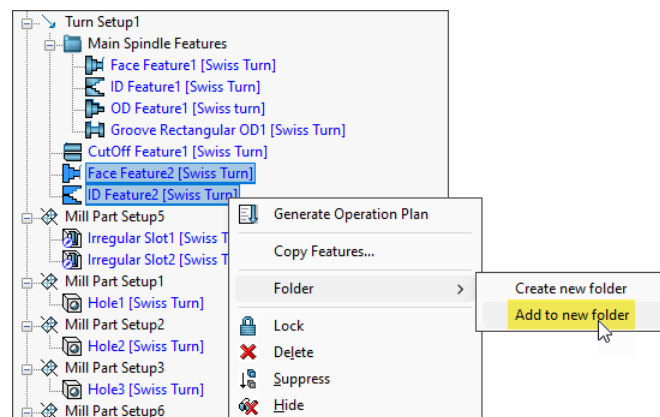 Turn Setup1
Main Spindle Features
Face Feature1 [Swiss Turn]
ID Feature1 [Swiss Turn]
OD Feature1 [Swiss turn]
Groove Rectangular OD1 [Swiss Turn]
CutOff Feature1 [Swiss Turn]
Face Feature2 [Swiss Turn]
ID Feature2 [Swiss Turn]
Mill Part Setup5
Irregular Slot1 [Swiss T
Irregular Slot2 [Swiss T
Mill Part Setup1
Hole1 [Swiss Turn]
Mill Part Setup2
Hole2 [Swiss Turn]
Mill Part Setup3
Hole3 [Swiss Turn]
Mill Part Setup6
Generate Operation Plan
Copy Features...
Folder
Lock
Delete
Suppress
Hide
Create new folder
Add to new folder